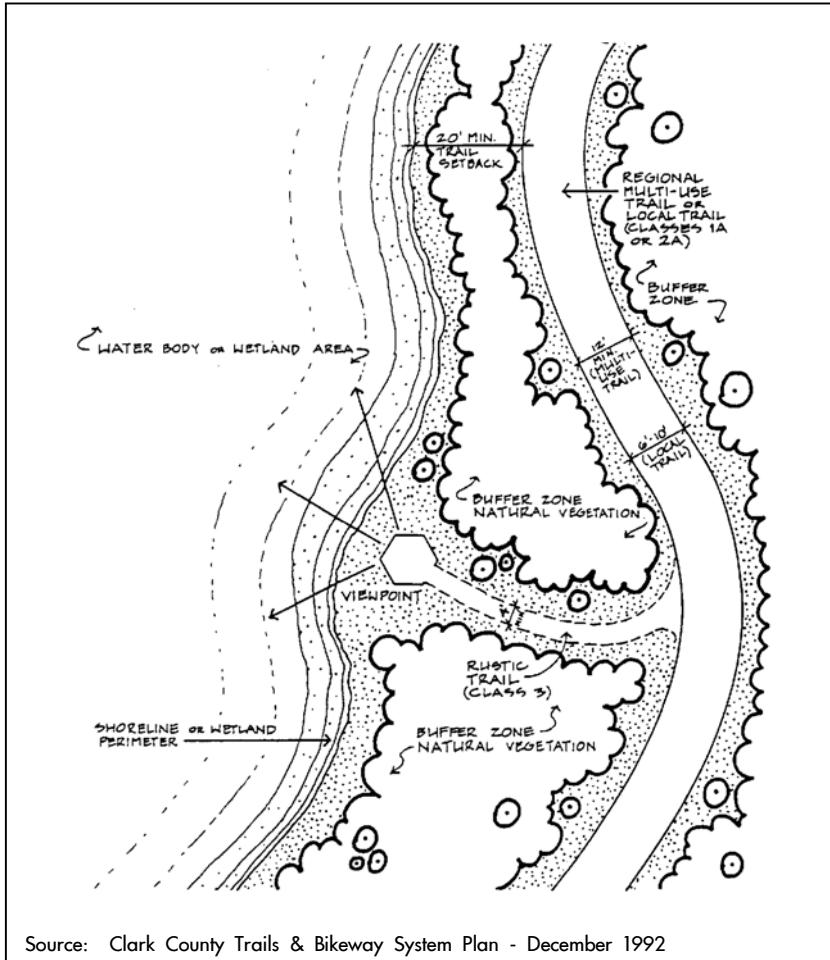 20' MIN.
TRAIL
SETBACK
REGIONAL
MULTI-USE
TRAIL OR
LOCAL TRAIL
(CLASSES 1A
OR 2A)
BUFFER
ZONE
WATER BODY OR WETLAND AREA
12'
MIN.
(MULTI-
USE TRAIL)
6'-10'
(LOCAL
TRAIL)
BUFFER ZONE
NATURAL VEGETATION
VIEWPOINT
RUSTIC
TRAIL
(CLASS 3)
SHORELINE OR WETLAND
PERIMETER
BUFFER ZONE
NATURAL VEGETATION
Source: Clark County Trails & Bikeway System Plan - December 1992